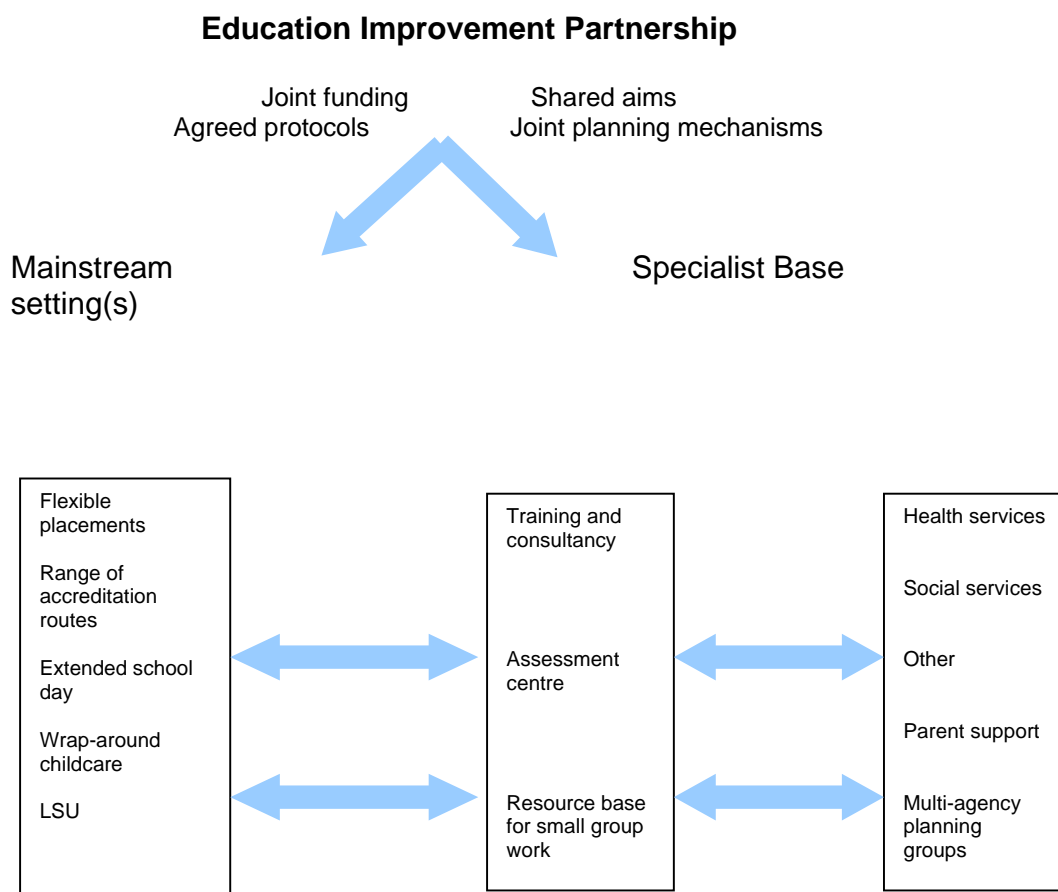 Education Improvement Partnership
Joint funding
Shared aims
Agreed protocols
Joint planning mechanisms
Mainstream
setting(s)
Specialist Base
Flexible
placements
Range of
accreditation
routes
Extended school
day
Wrap-around
childcare
LSU
Training and
consultancy
Assessment
centre
Resource base
for small group
work
Health services
Social services
Other
Parent support
Multi-agency
planning
groups